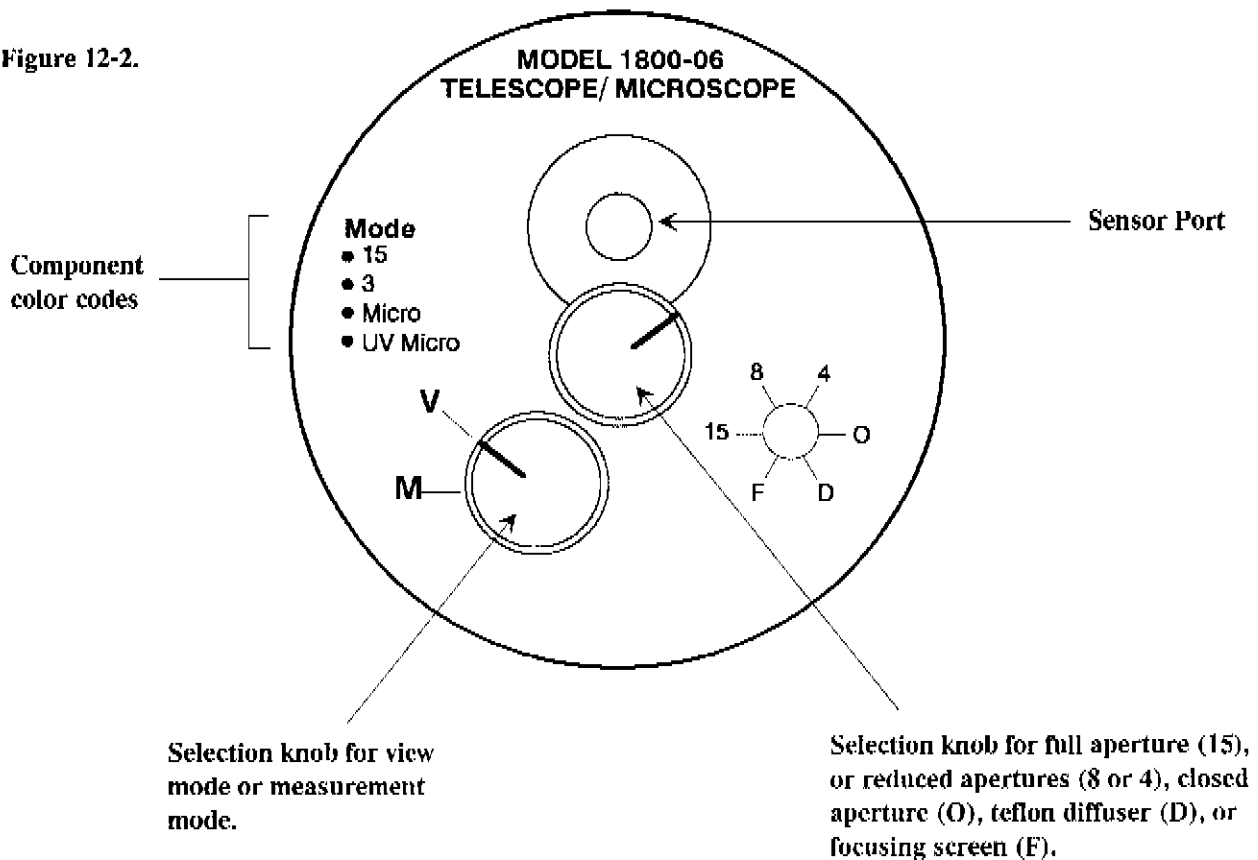 Figure 12-2.
MODEL 1800-06
TELESCOPE/ MICROSCOPE
Sensor Port
Component
color codes
Mode
• 15
• 3
• Micro
• UV Micro
V
M
8
4
15
O
F
D
Selection knob for view
mode or measurement
mode.
Selection knob for full aperture (15),
or reduced apertures (8 or 4), closed
aperture (O), teflon diffuser (D), or
focusing screen (F).